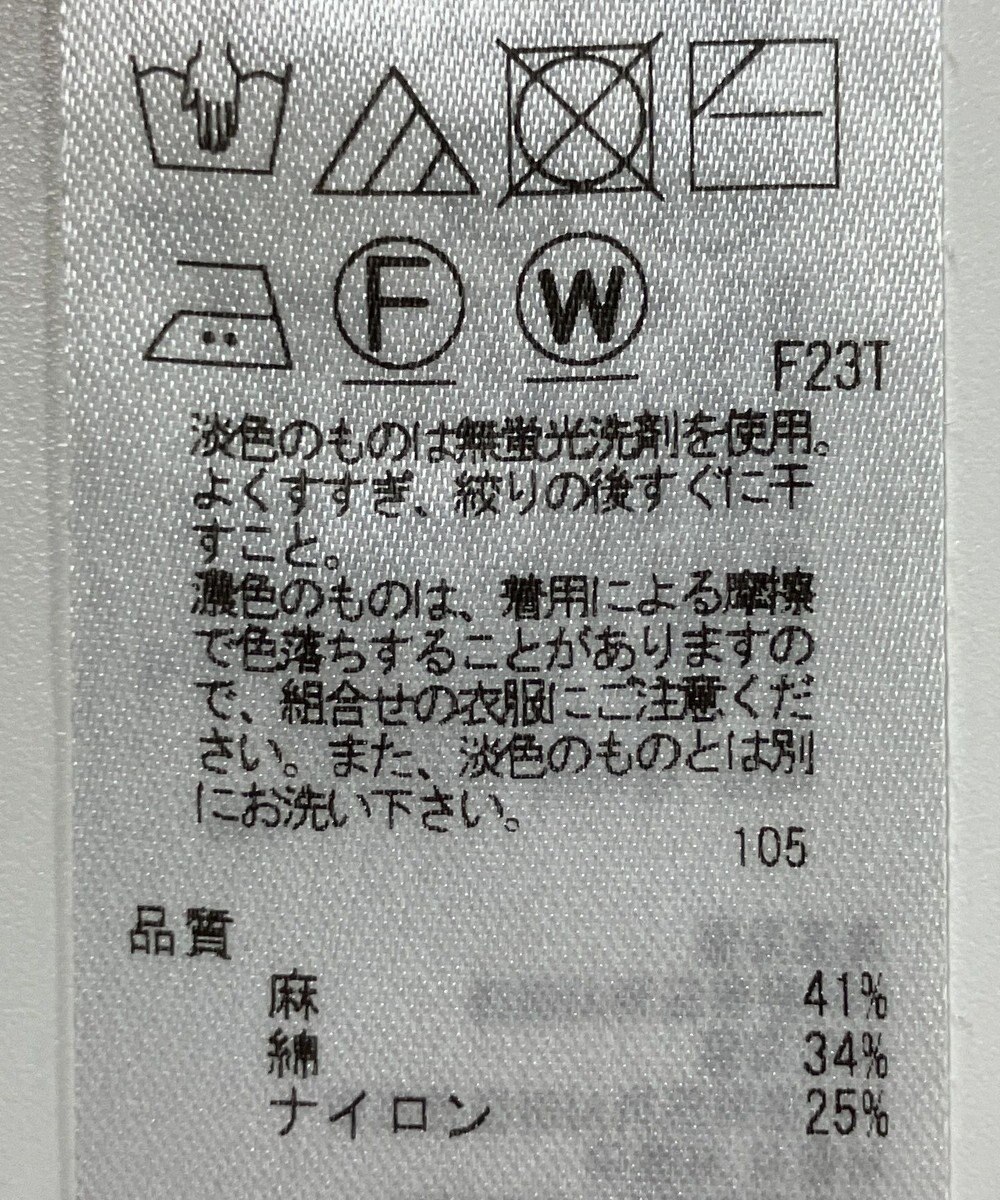 F
W
F23T
淡色のものは無蛍光洗剤を使用。
よくすすぎ、絞りの後すぐに干
すこと。
濃色のものは、着用による摩擦
で色落ちすることがありますの
で、組合せの衣服にご注意くだ
さい。また、淡色のものとは別
にお洗い下さい。
105
品質
麻 41%
綿 34%
ナイロン 25%